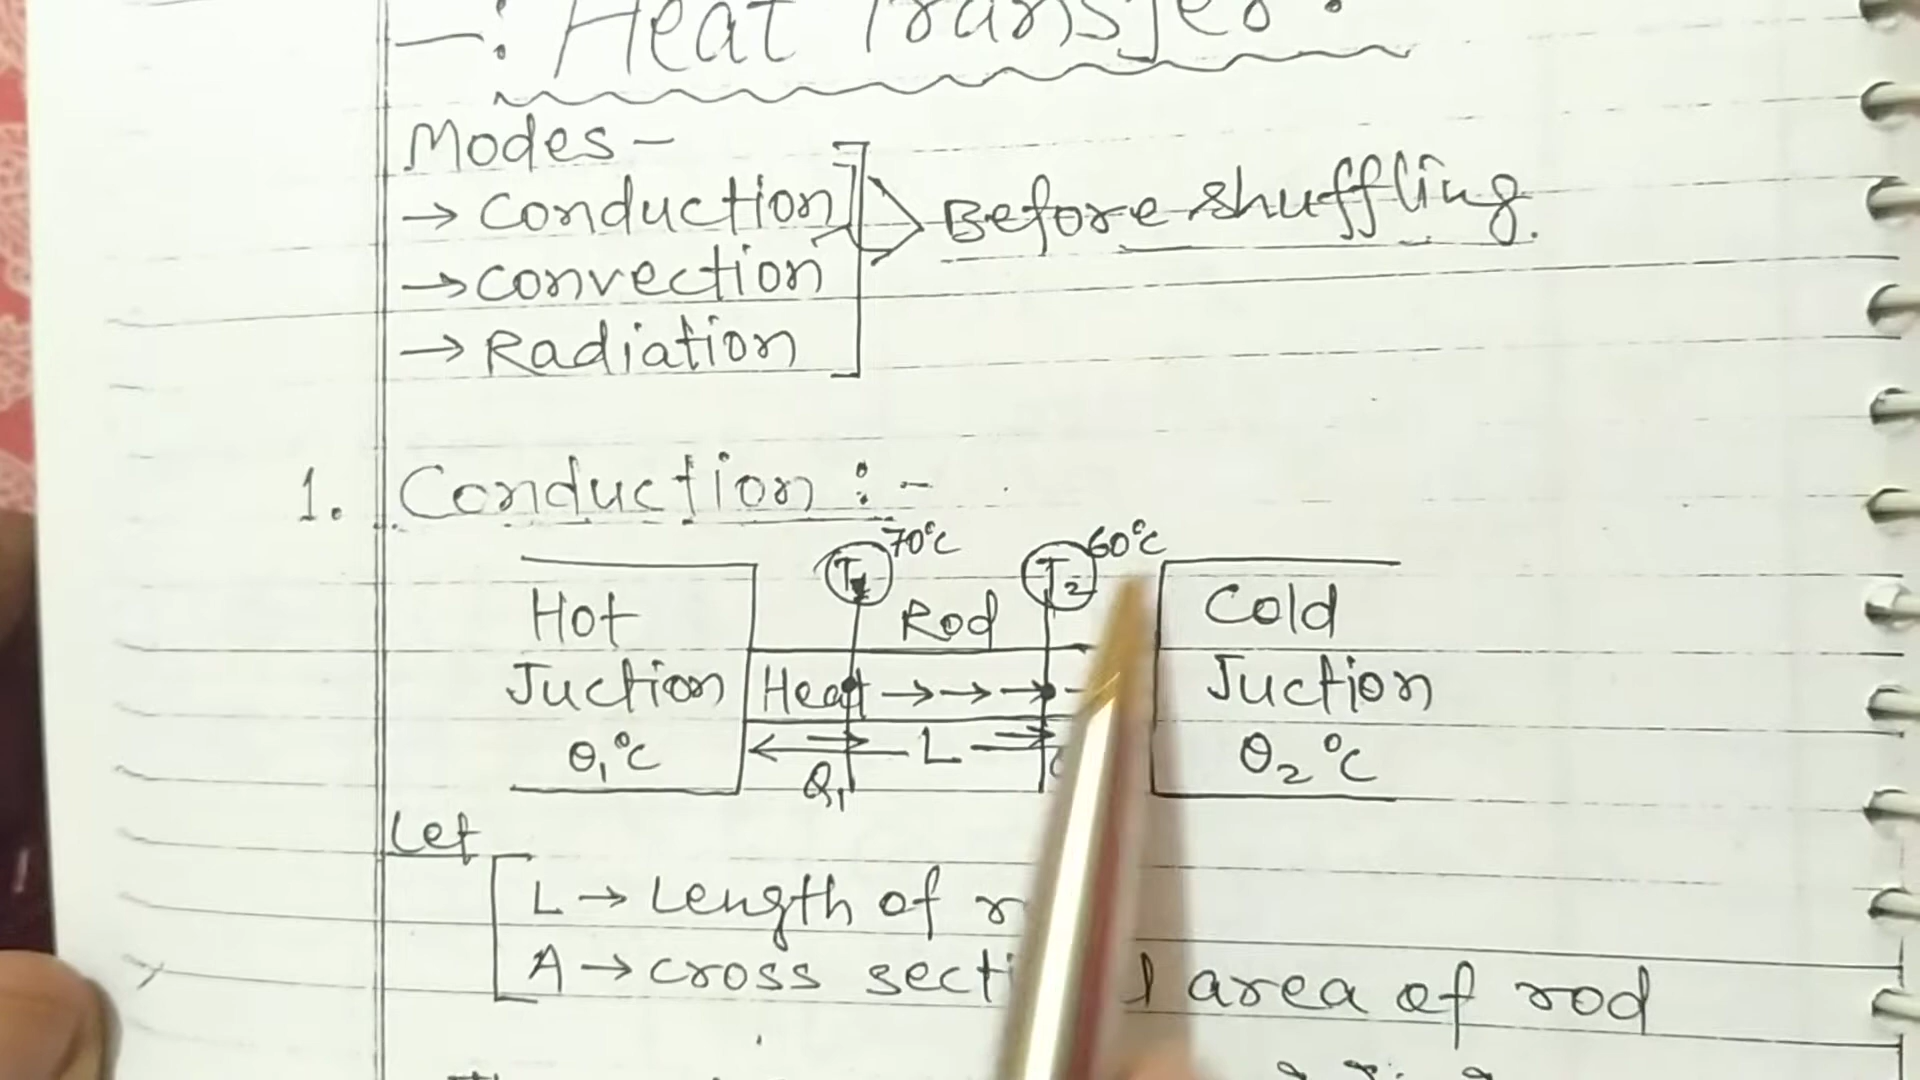 —: Heat Transfer :
Modes -
→ Conduction
→ Convection
→ Radiation
Before shuffling.
1. Conduction :-
T1 70°C
T2 60°C
Hot
Juction
θ1°C
Rod
Heat →→→
L
Q1
Cold
Juction
θ2°C
Let
L → Length of
A → cross area of rod